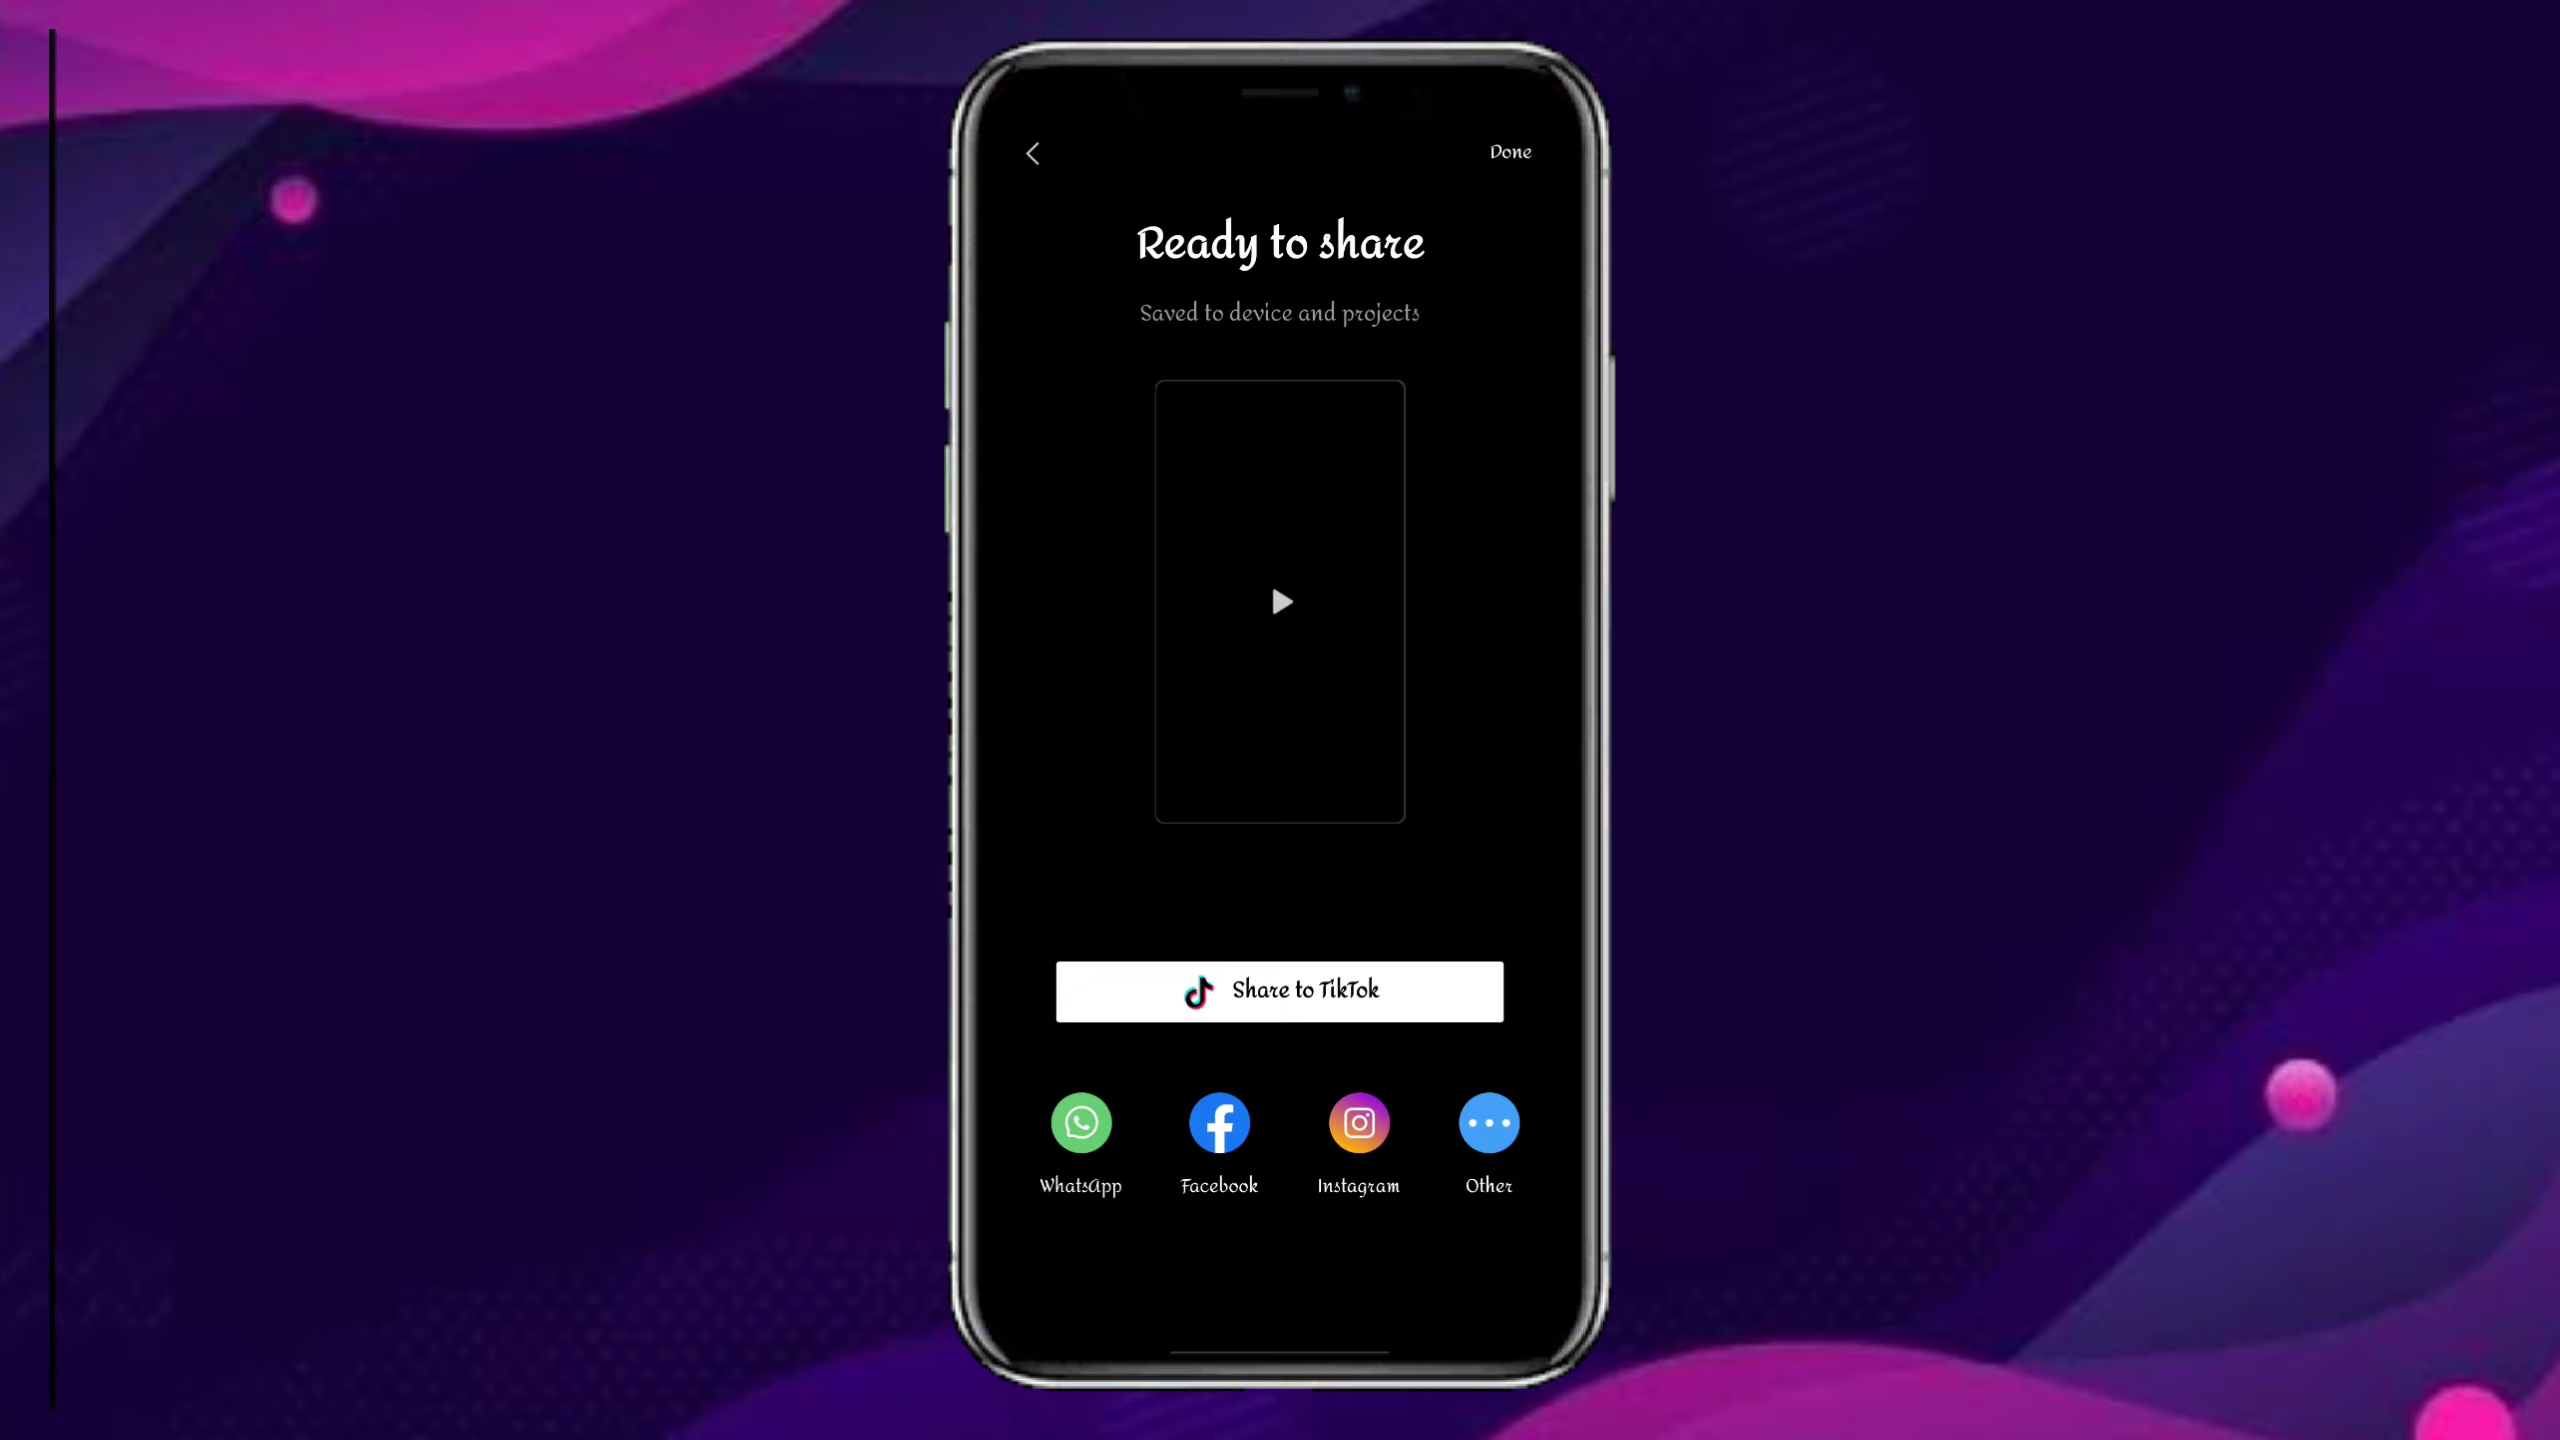 Done
Ready to share
Saved to device and projects
Share to TikTok
WhatsApp
Facebook
Instagram
Other